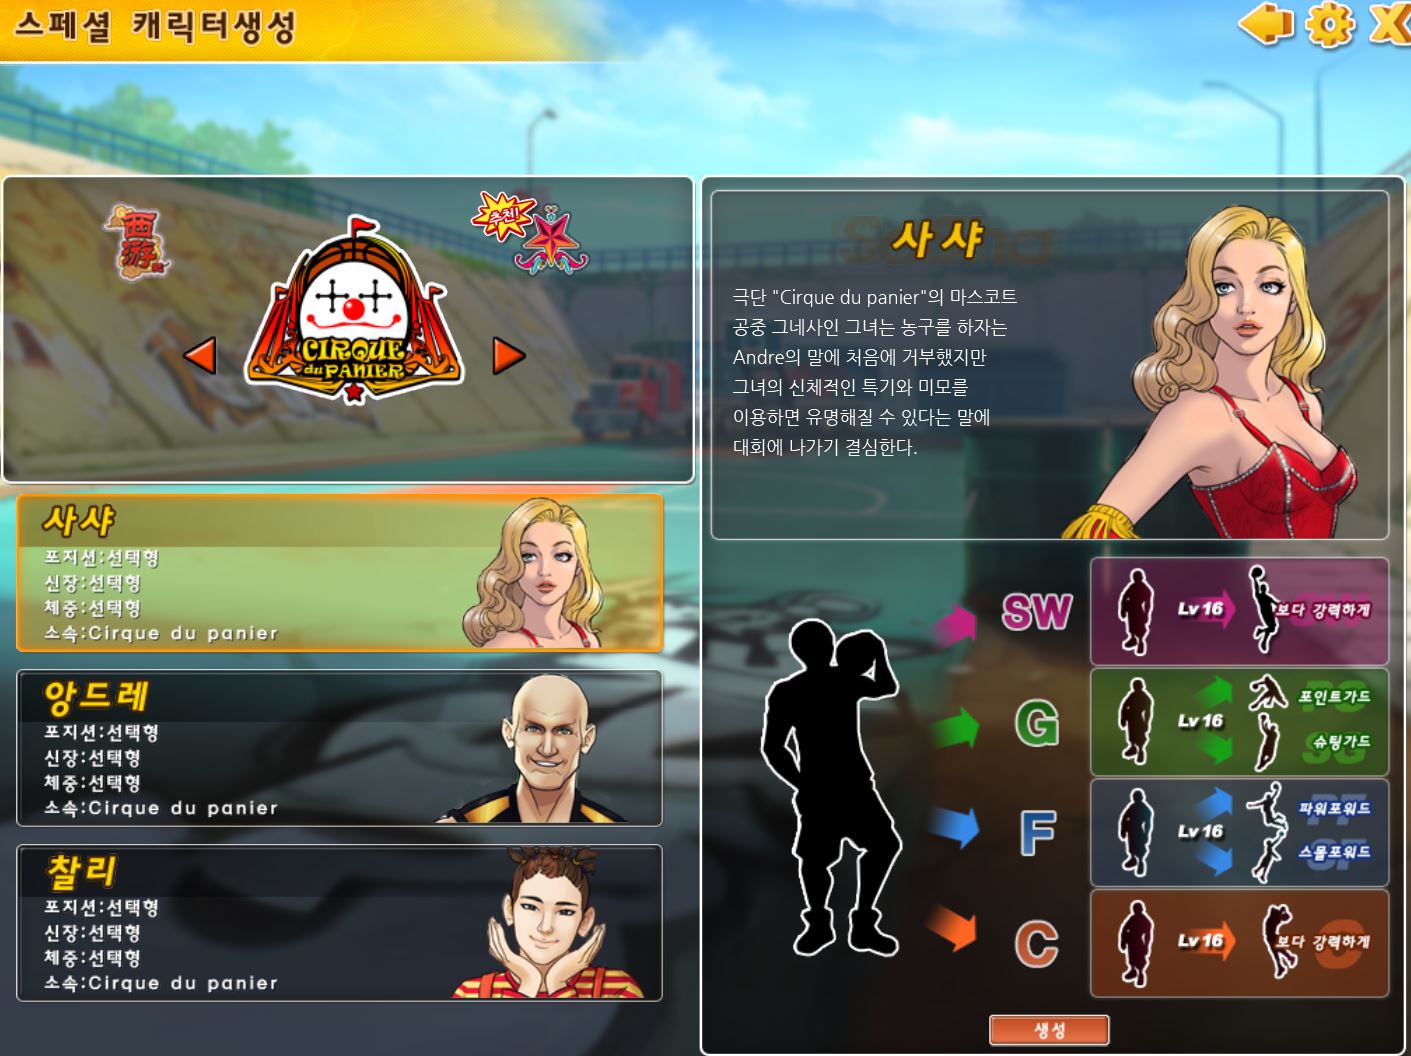 스페셜 캐릭터생성
X
西
游
추천!
CIRQUE
du PANIER
사샤
포지션:선택형
신장:선택형
체중:선택형
소속:Cirque du panier
앙드레
포지션:선택형
신장:선택형
체중:선택형
소속:Cirque du panier
찰리
포지션:선택형
신장:선택형
체중:선택형
소속:Cirque du panier
사샤
극단 "Cirque du panier"의 마스코트
공중 그네사인 그녀는 농구를 하자는
Andre의 말에 처음에 거부했지만
그녀의 신체적인 특기와 미모를
이용하면 유명해질 수 있다는 말에
대회에 나가기 결심한다.
SW
Lv 16
보다 강력하게
G
Lv 16
포인트가드
슈팅가드
F
Lv 16
파워포워드
스몰포워드
C
Lv 16
보다 강력하게
생성